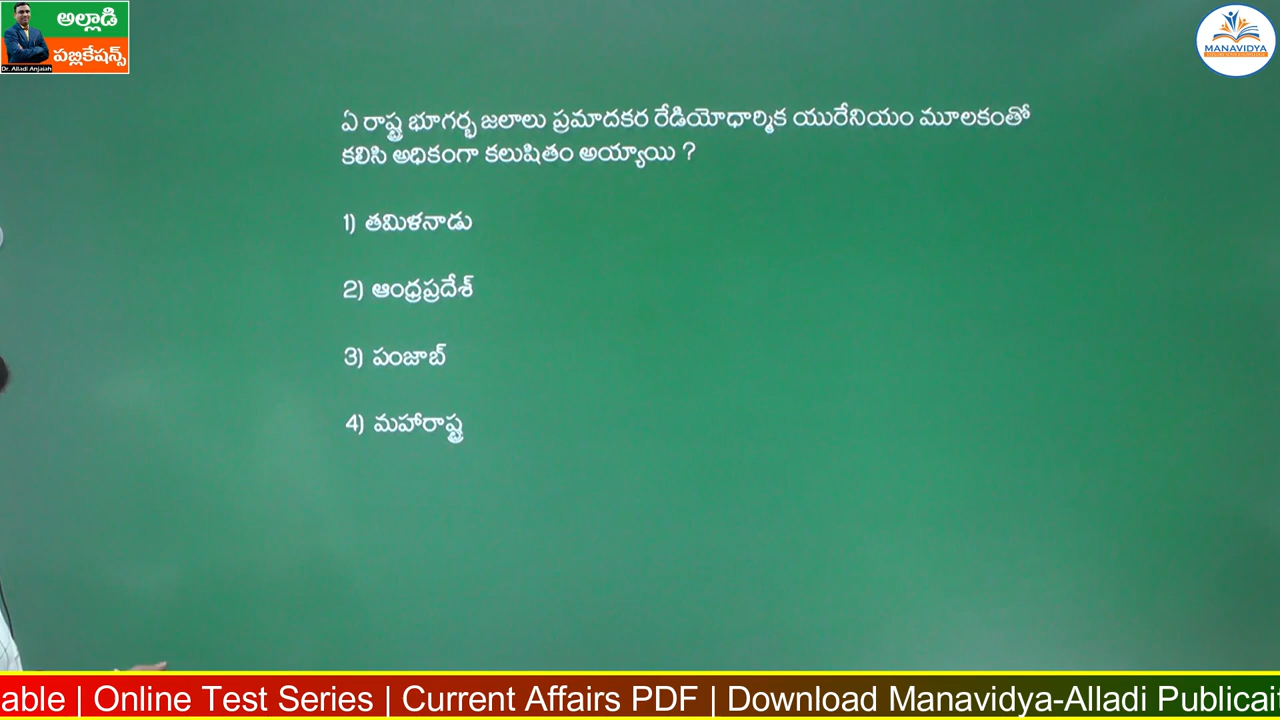 అల్లాడి
పబ్లికేషన్స్
Dr. Alladi Anjaiah
MANAVIDYA
ఏ రాష్ట్ర భూగర్భ జలాలు ప్రమాదకర రేడియోధార్మిక యురేనియం మూలకంతో
కలిసి అధికంగా కలుషితం అయ్యాయి ?
1) తమిళనాడు
2) ఆంధ్రప్రదేశ్
3) పంజాబ్
4) మహారాష్ట్ర
able | Online Test Series | Current Affairs PDF | Download Manavidya-Alladi Publicait